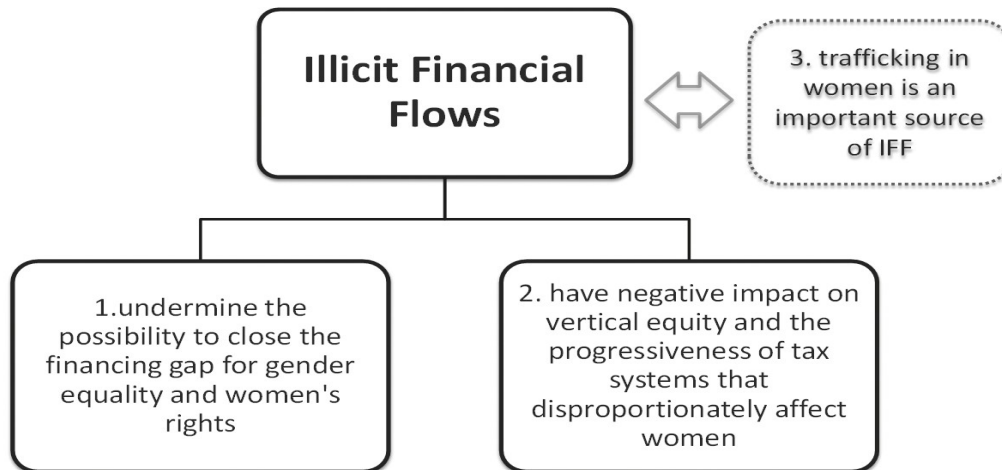 Illicit Financial
Flows
3. trafficking in
women is an
important source
of IFF
1.undermine the
possibility to close the
financing gap for gender
equality and women's
rights
2. have negative impact on
vertical equity and the
progressiveness of tax
systems that
disproportionately affect
women